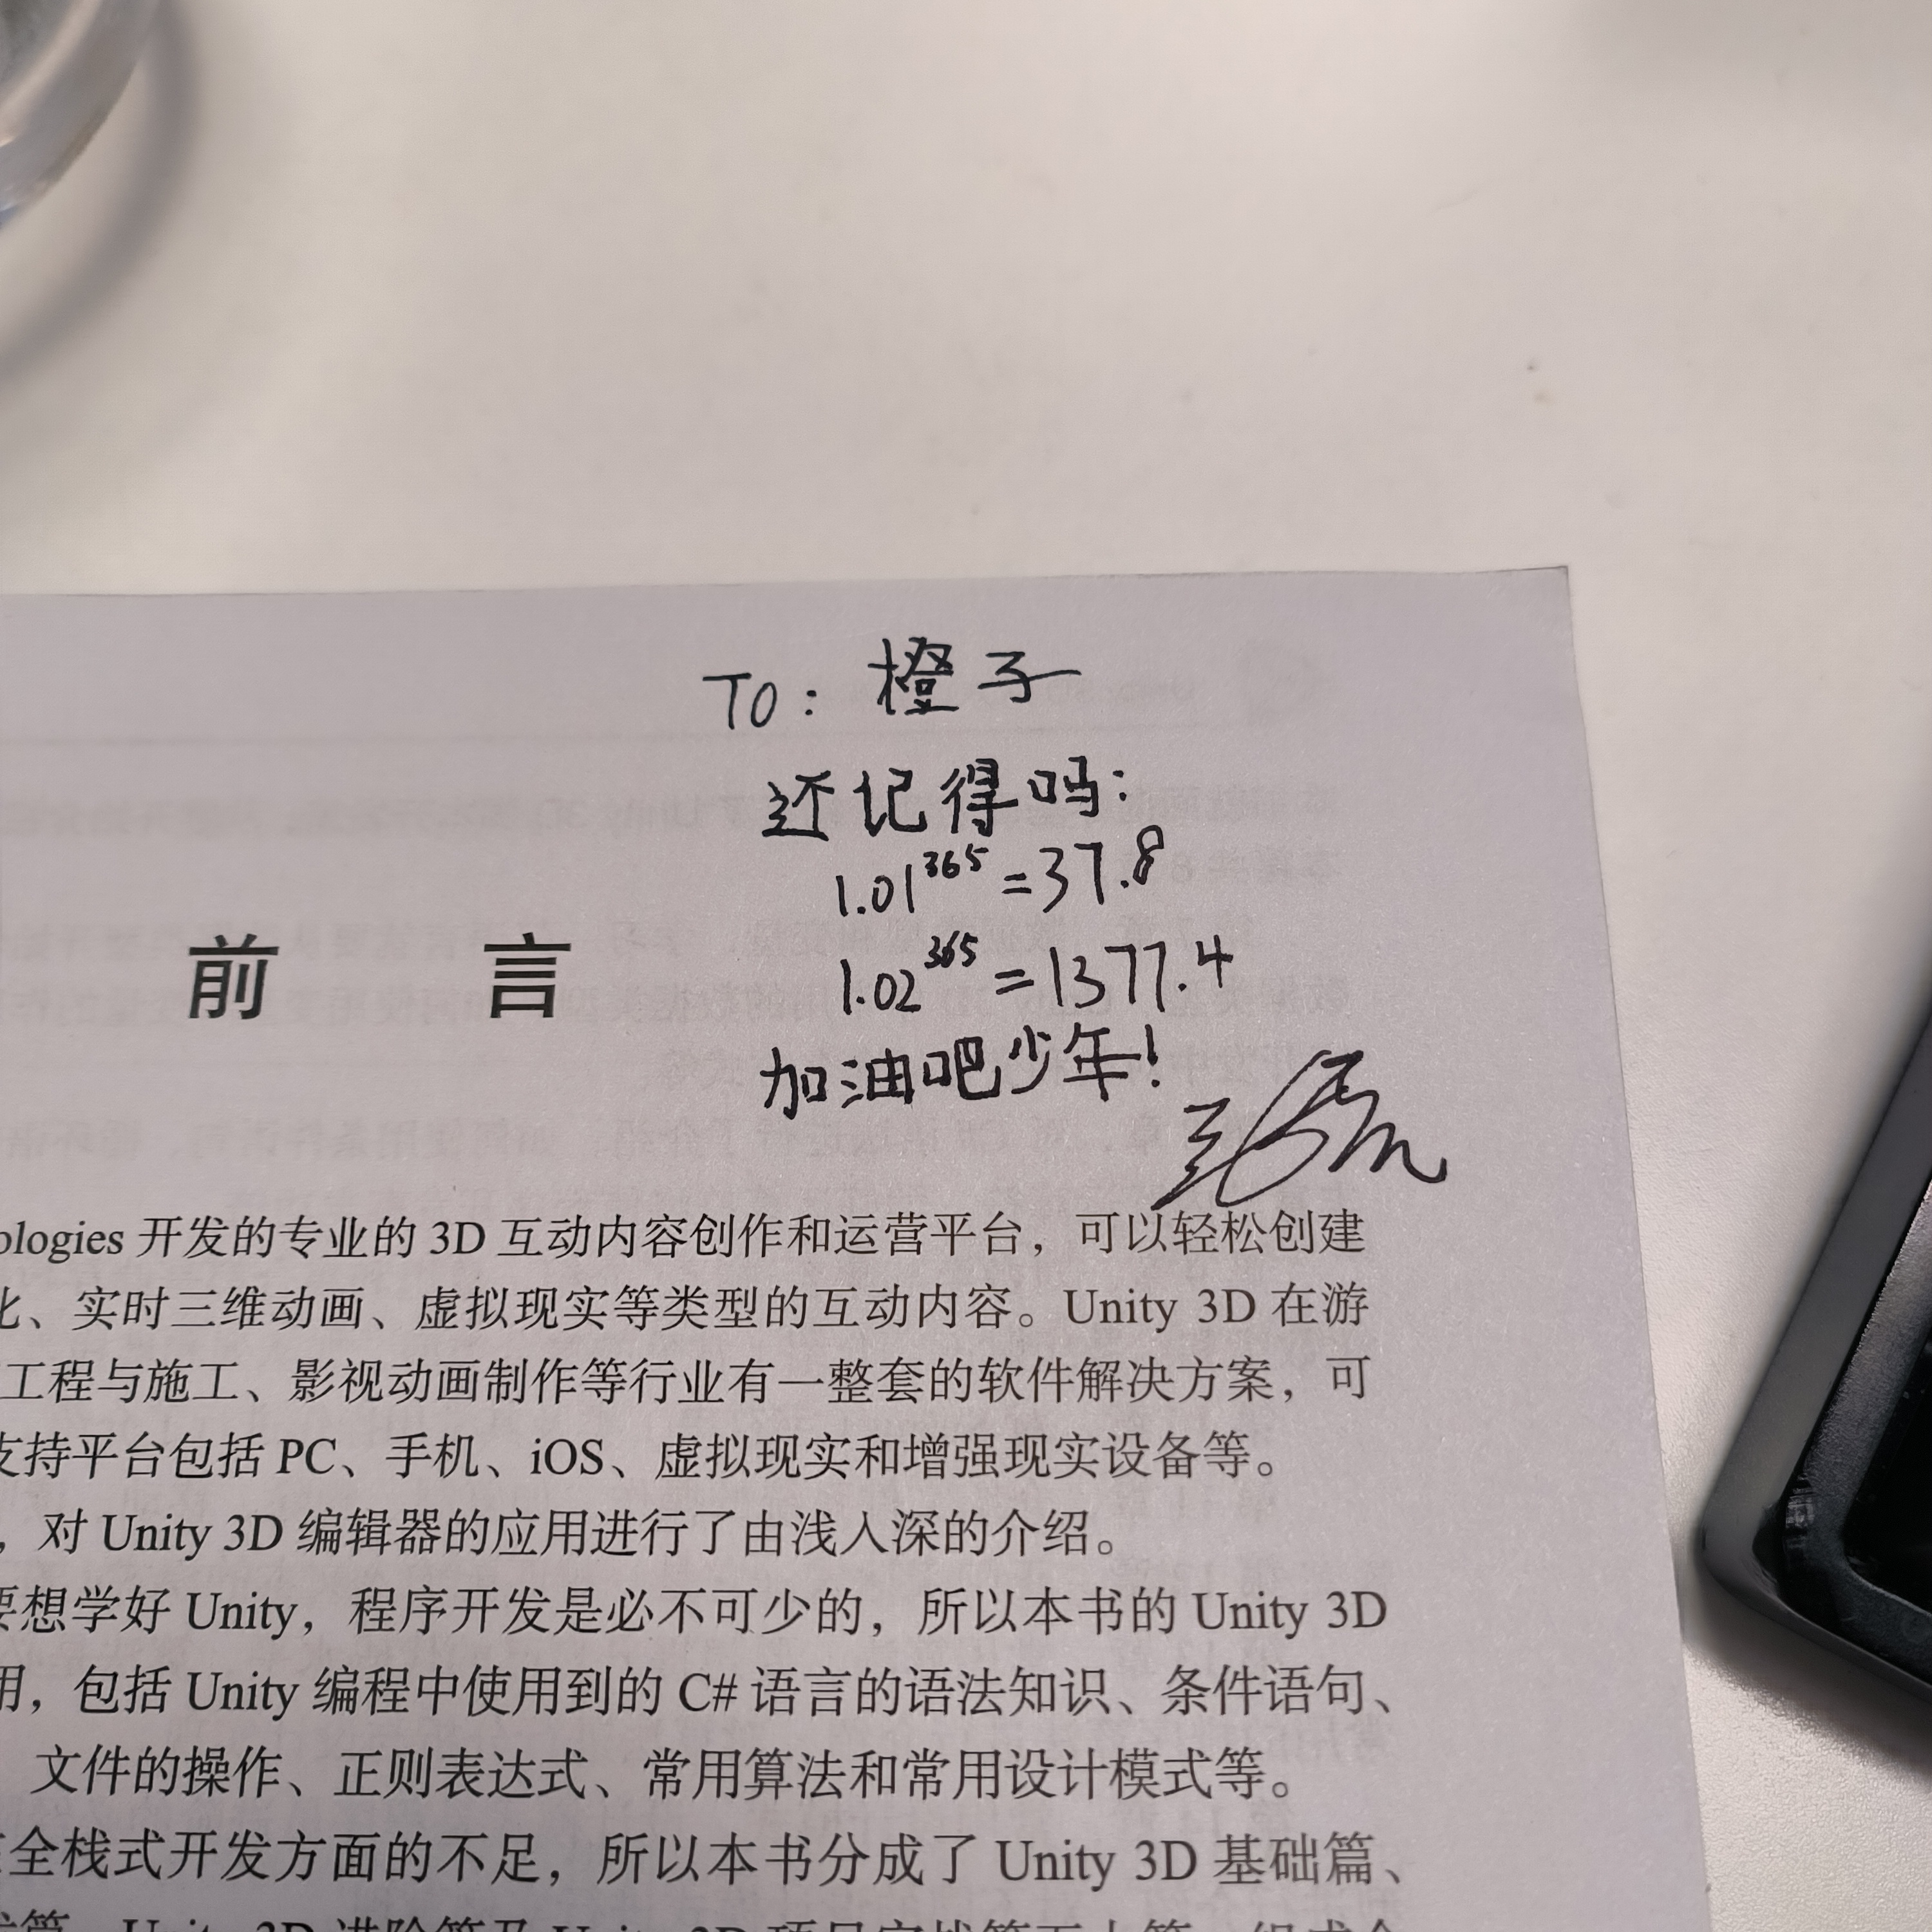 TO：橙子
还记得吗：
1.01³⁶⁵=37.8
1.02³⁶⁵=1377.4
加油吧少年！
前言
ologies 开发的专业的 3D 互动内容创作和运营平台，可以轻松创建
、实时三维动画、虚拟现实等类型的互动内容。Unity 3D 在游
工程与施工、影视动画制作等行业有一整套的软件解决方案，可
支持平台包括 PC、手机、iOS、虚拟现实和增强现实设备等。
，对 Unity 3D 编辑器的应用进行了由浅入深的介绍。
要想学好 Unity，程序开发是必不可少的，所以本书的 Unity 3D
用，包括 Unity 编程中使用到的 C# 语言的语法知识、条件语句、
文件的操作、正则表达式、常用算法和常用设计模式等。
全栈式开发方面的不足，所以本书分成了 Unity 3D 基础篇、